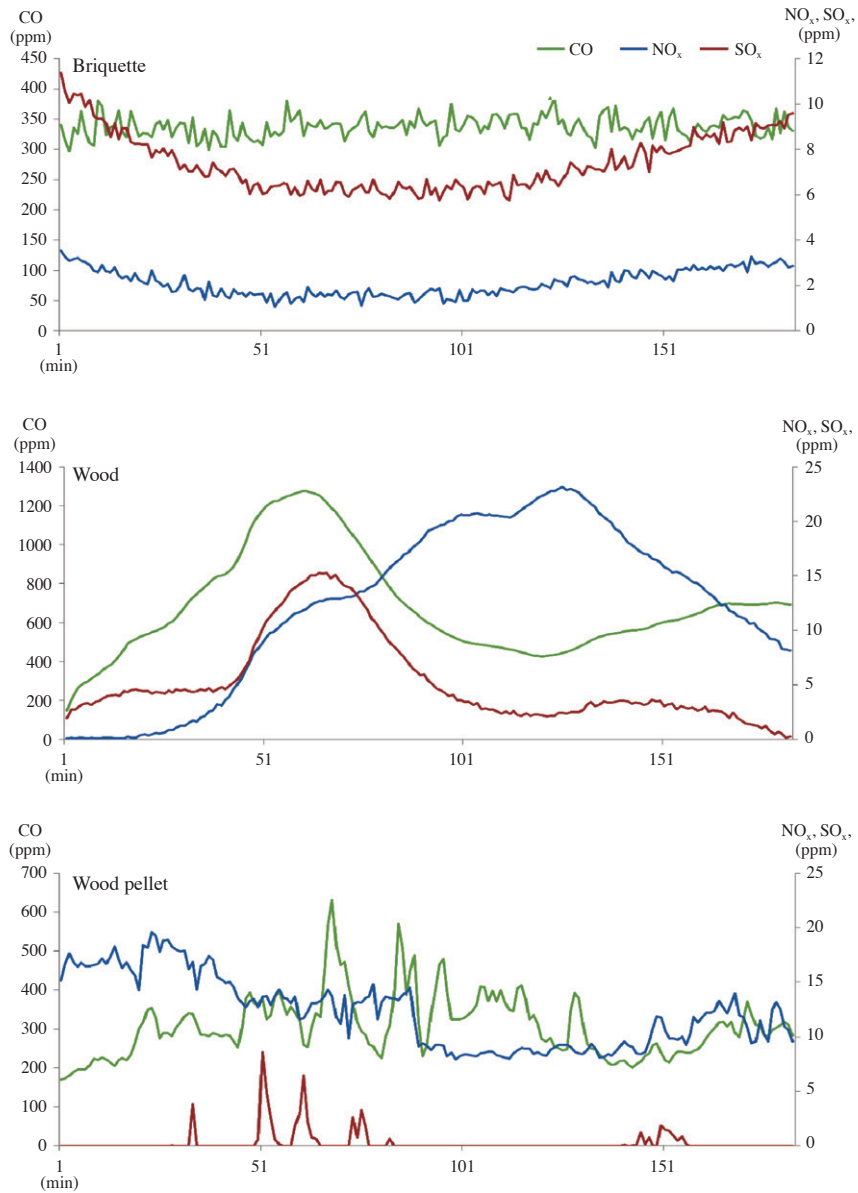 CO
(ppm)
NOx, SOx,
(ppm)
Briquette
CO
NOx
SOx
450
400
350
300
250
200
150
100
50
0
12
10
8
6
4
2
0
1
51
101
151
(min)
CO
(ppm)
NOx, SOx,
(ppm)
Wood
1400
1200
1000
800
600
400
200
0
25
20
15
10
5
0
1
51
101
151
(min)
CO
(ppm)
NOx, SOx,
(ppm)
Wood pellet
700
600
500
400
300
200
100
0
25
20
15
10
5
0
1
51
101
151
(min)